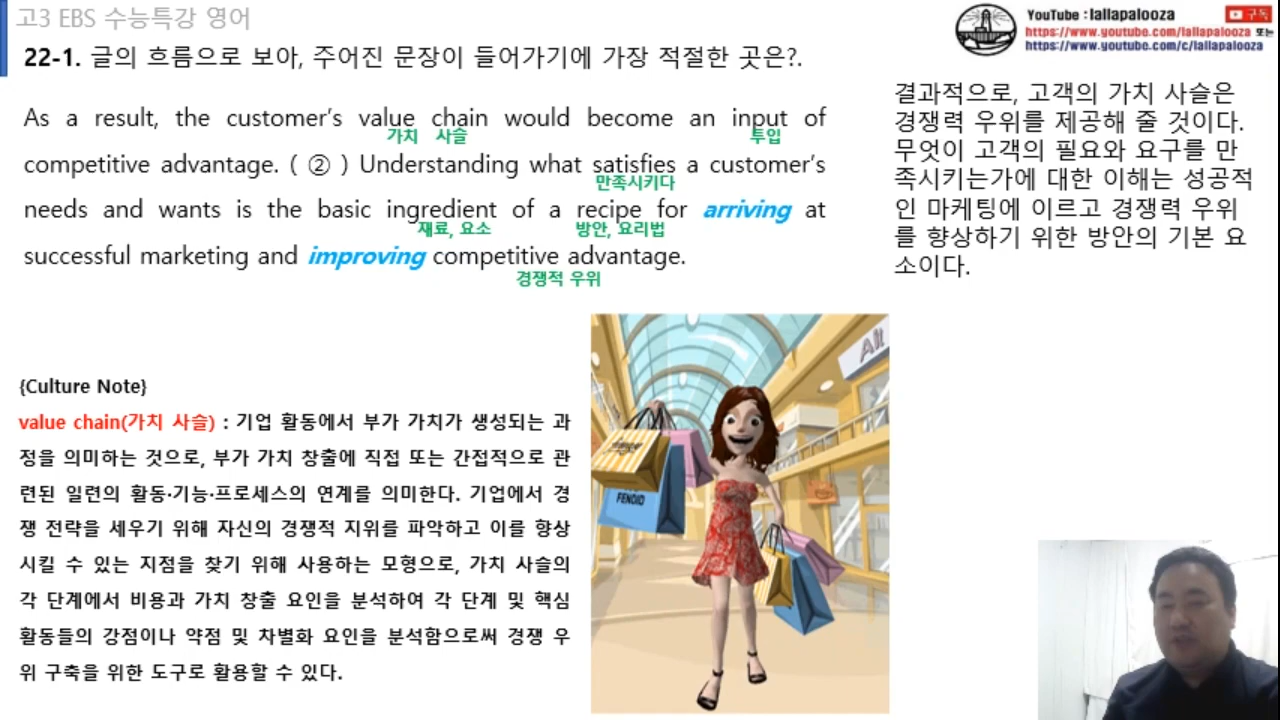 고3 EBS 수능특강 영어
YouTube : lallapalooza
구독
https://www.youtube.com/lallapalooza 또는
https://www.youtube.com/c/lallapalooza
22-1. 글의 흐름으로 보아, 주어진 문장이 들어가기에 가장 적절한 곳은?.
As a result, the customer's value chain would become an input of
가치 사슬 투입
competitive advantage. ( ② ) Understanding what satisfies a customer's
만족시키다
needs and wants is the basic ingredient of a recipe for arriving at
재료, 요소 방안, 요리법
successful marketing and improving competitive advantage.
경쟁적 우위
결과적으로, 고객의 가치 사슬은
경쟁력 우위를 제공해 줄 것이다.
무엇이 고객의 필요와 요구를 만
족시키는가에 대한 이해는 성공적
인 마케팅에 이르고 경쟁력 우위
를 향상하기 위한 방안의 기본 요
소이다.
{Culture Note}
value chain(가치 사슬) : 기업 활동에서 부가 가치가 생성되는 과
정을 의미하는 것으로, 부가 가치 창출에 직접 또는 간접적으로 관
련된 일련의 활동·기능·프로세스의 연계를 의미한다. 기업에서 경
쟁 전략을 세우기 위해 자신의 경쟁적 지위를 파악하고 이를 향상
시킬 수 있는 지점을 찾기 위해 사용하는 모형으로, 가치 사슬의
각 단계에서 비용과 가치 창출 요인을 분석하여 각 단계 및 핵심
활동들의 강점이나 약점 및 차별화 요인을 분석함으로써 경쟁 우
위 구축을 위한 도구로 활용할 수 있다.
Alt
FENDID